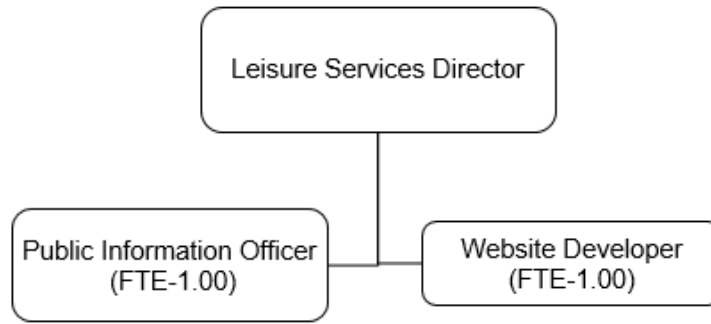 Leisure Services Director
Public Information Officer
(FTE-1.00)
Website Developer
(FTE-1.00)